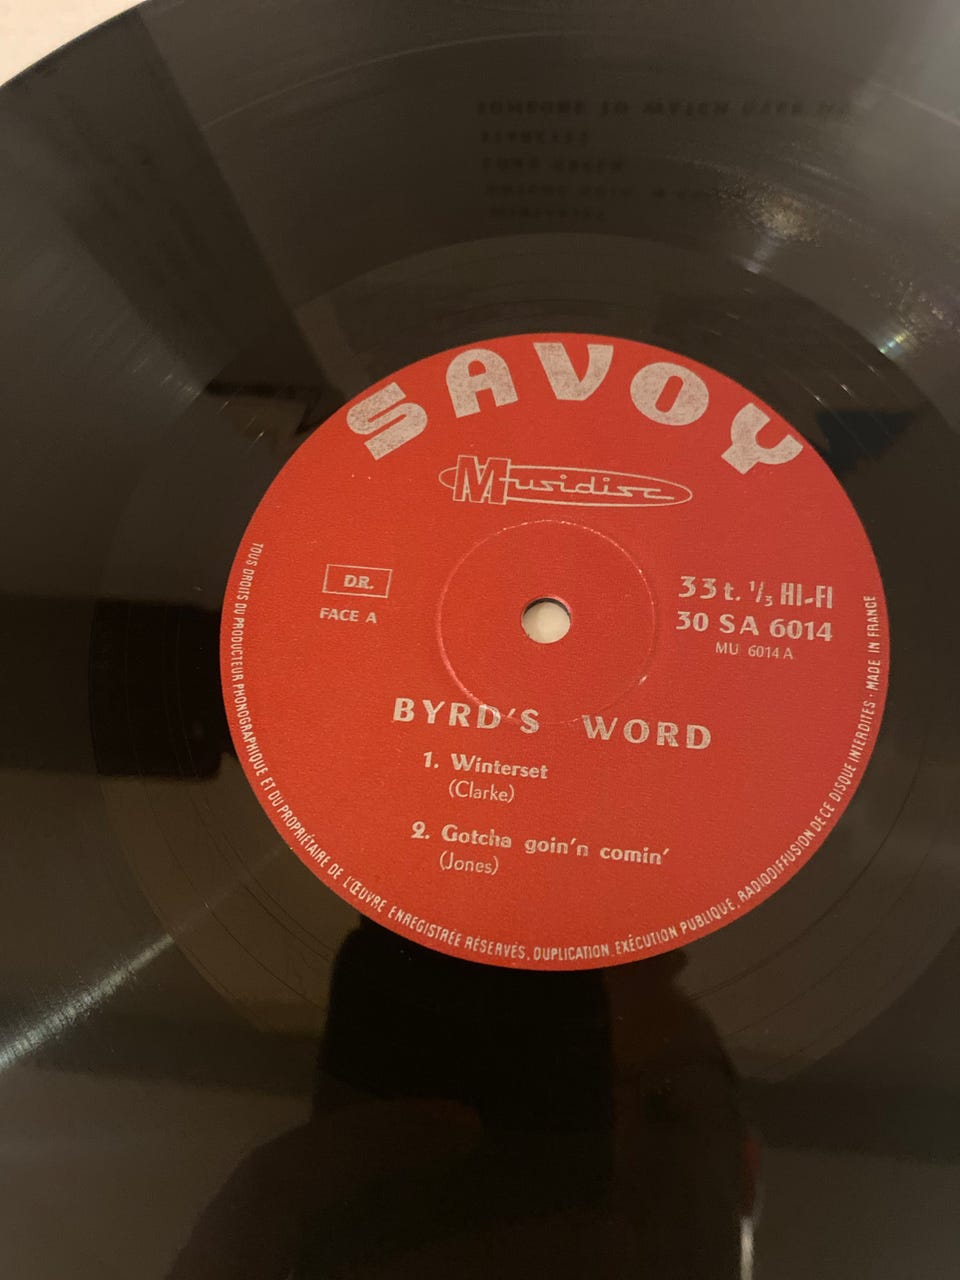 SAVOY
Musidisc
DR.
FACE A
33 t. 1/3 HI-FI
30 SA 6014
MU 6014 A
BYRD'S WORD
1. Winterset
(Clarke)
2. Gotcha goin'n comin'
(Jones)
TOUS DROITS DU PRODUCTEUR PHONOGRAPHIQUE ET DU PROPRIÉTAIRE DE L'ŒUVRE ENREGISTRÉE RÉSERVÉS. DUPLICATION. EXÉCUTION PUBLIQUE. RADIODIFFUSION DE CE DISQUE INTERDITES - MADE IN FRANCE